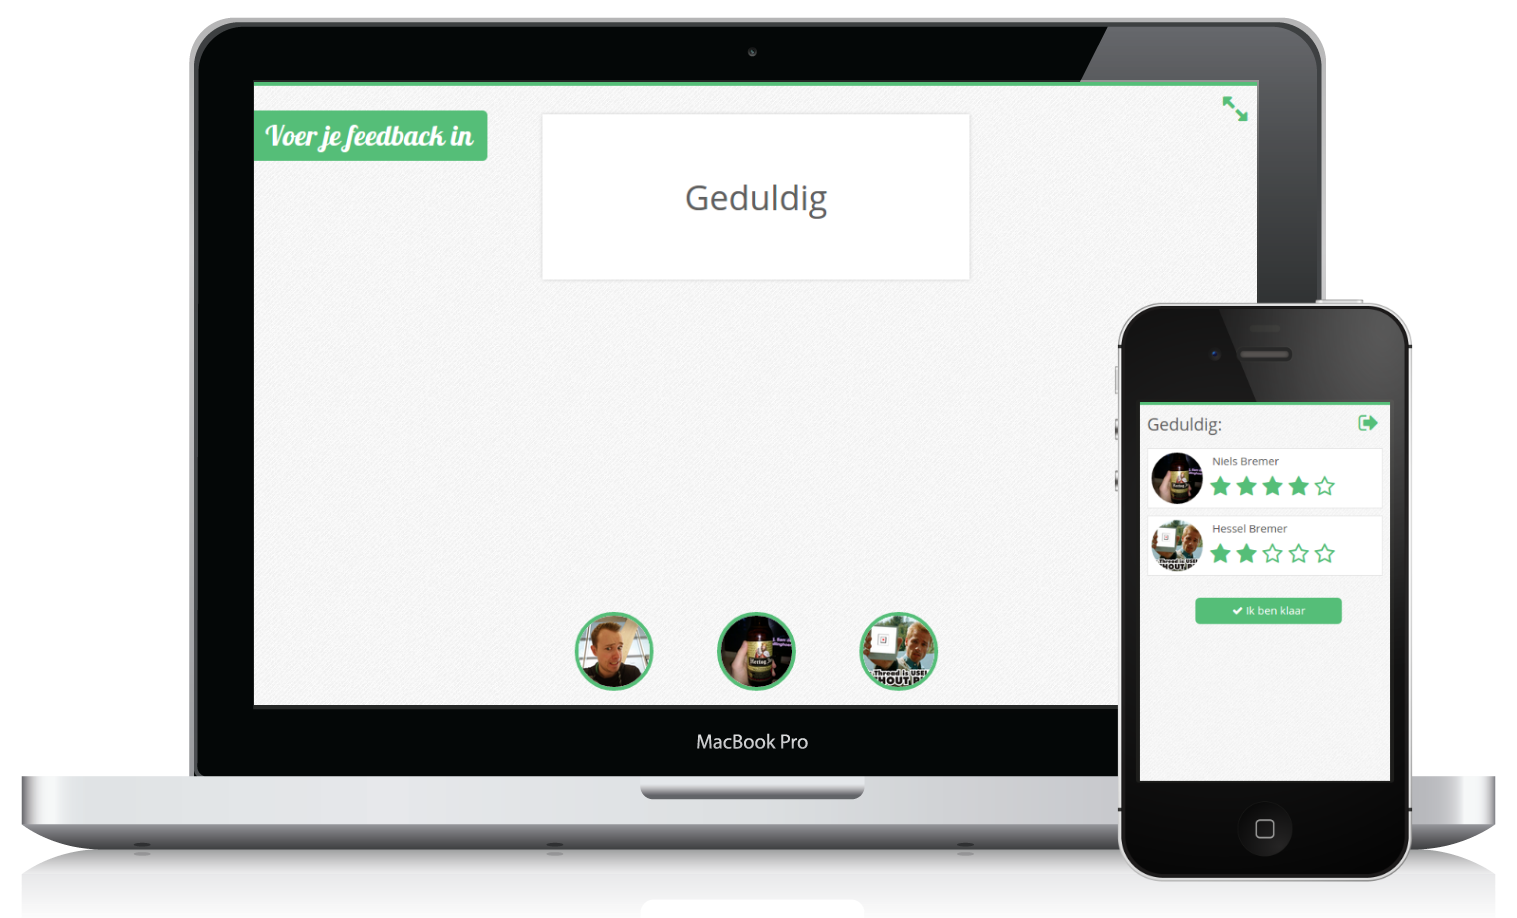 Voer je feedback in
Geduldig
MacBook Pro
Geduldig:
Niels Bremer
Hessel Bremer
Ik ben klaar